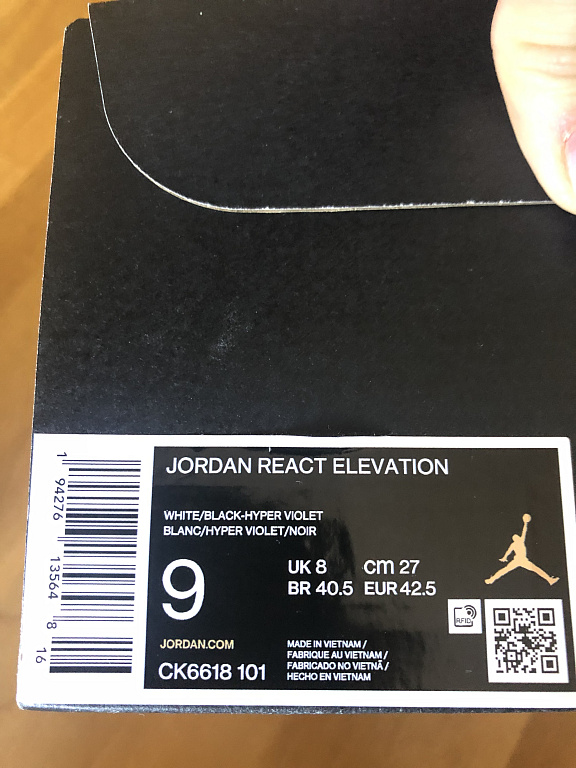 JORDAN REACT ELEVATION
WHITE/BLACK-HYPER VIOLET
BLANC/HYPER VIOLET/NOIR
9
UK 8 cm 27
BR 40.5 EUR 42.5
RFID
JORDAN.COM
CK6618 101
MADE IN VIETNAM /
FABRIQUE AU VIETNAM /
FABRICADO NO VIETNÃ /
HECHO EN VIETNAM
1 94276 13564 8 16